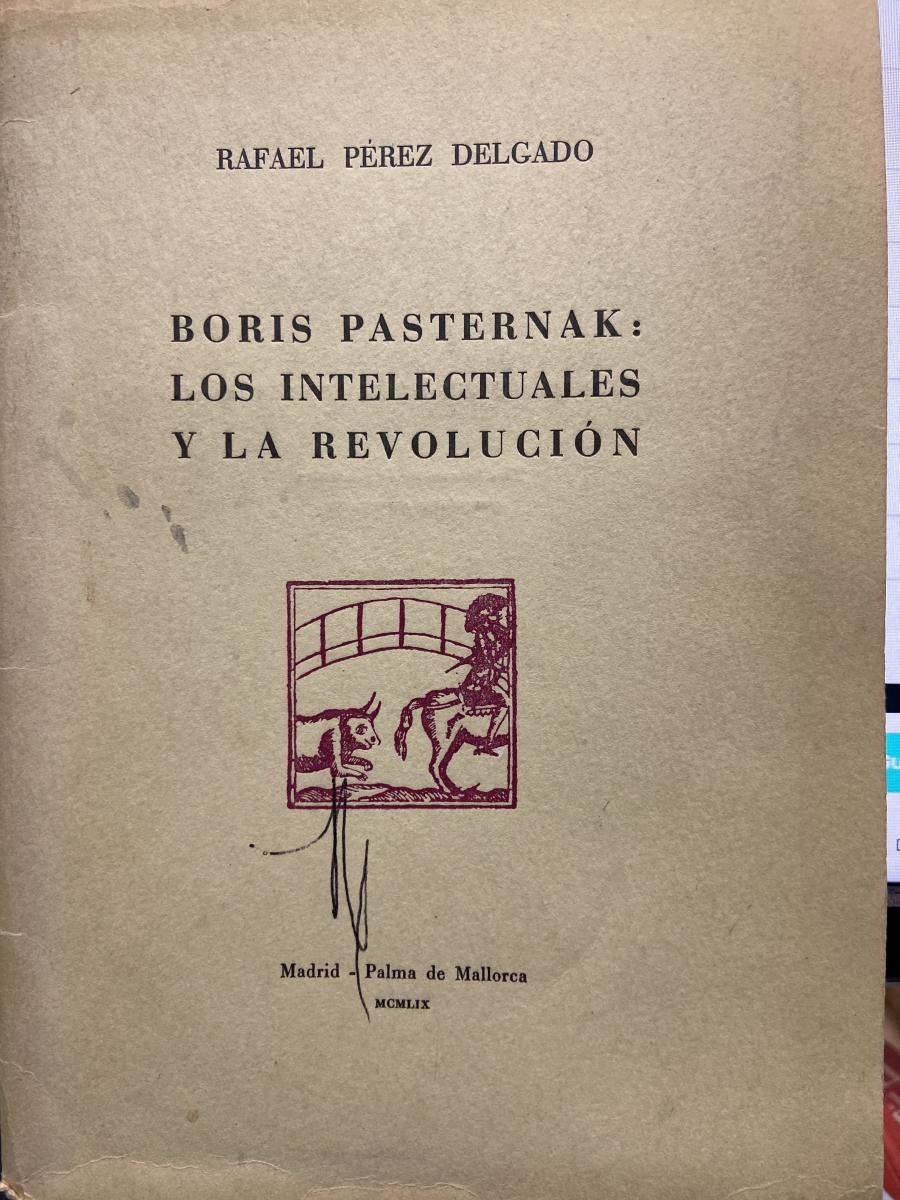 RAFAEL PÉREZ DELGADO
BORIS PASTERNAK:
LOS INTELECTUALES
Y LA REVOLUCIÓN
Madrid - Palma de Mallorca
MCMLIX